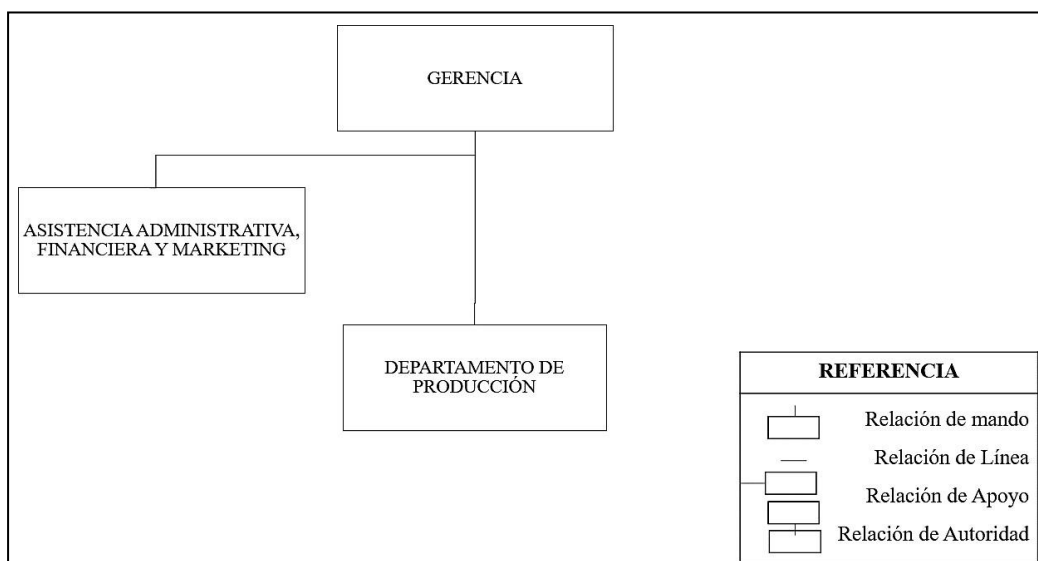 GERENCIA
ASISTENCIA ADMINISTRATIVA,
FINANCIERA Y MARKETING
DEPARTAMENTO DE
PRODUCCIÓN
REFERENCIA
Relación de mando
Relación de Línea
Relación de Apoyo
Relación de Autoridad